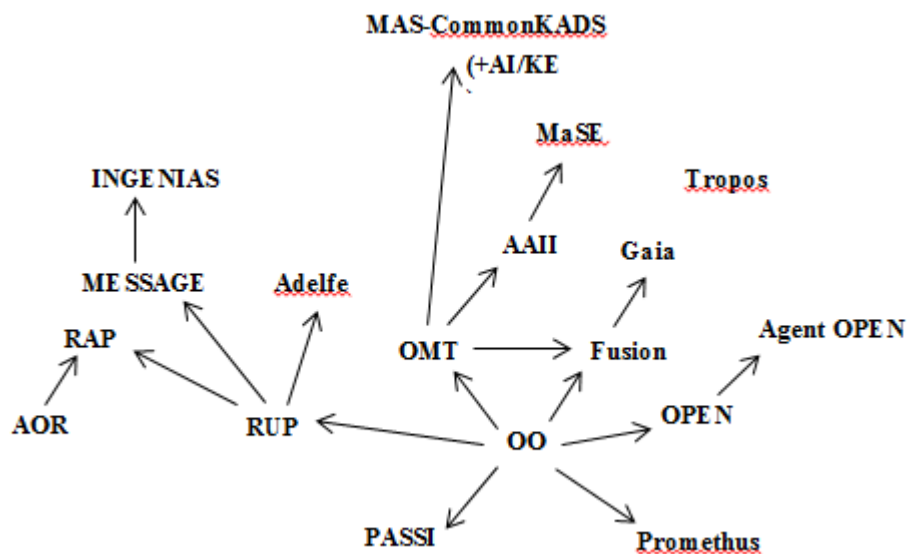 MAS-CommonKADS
(+AI/KE
MaSE
INGENIAS
Tropos
AAII
Gaia
MESSAGE
Adelfe
RAP
OMT
Fusion
Agent OPEN
AOR
RUP
OO
OPEN
PASSI
Promethus